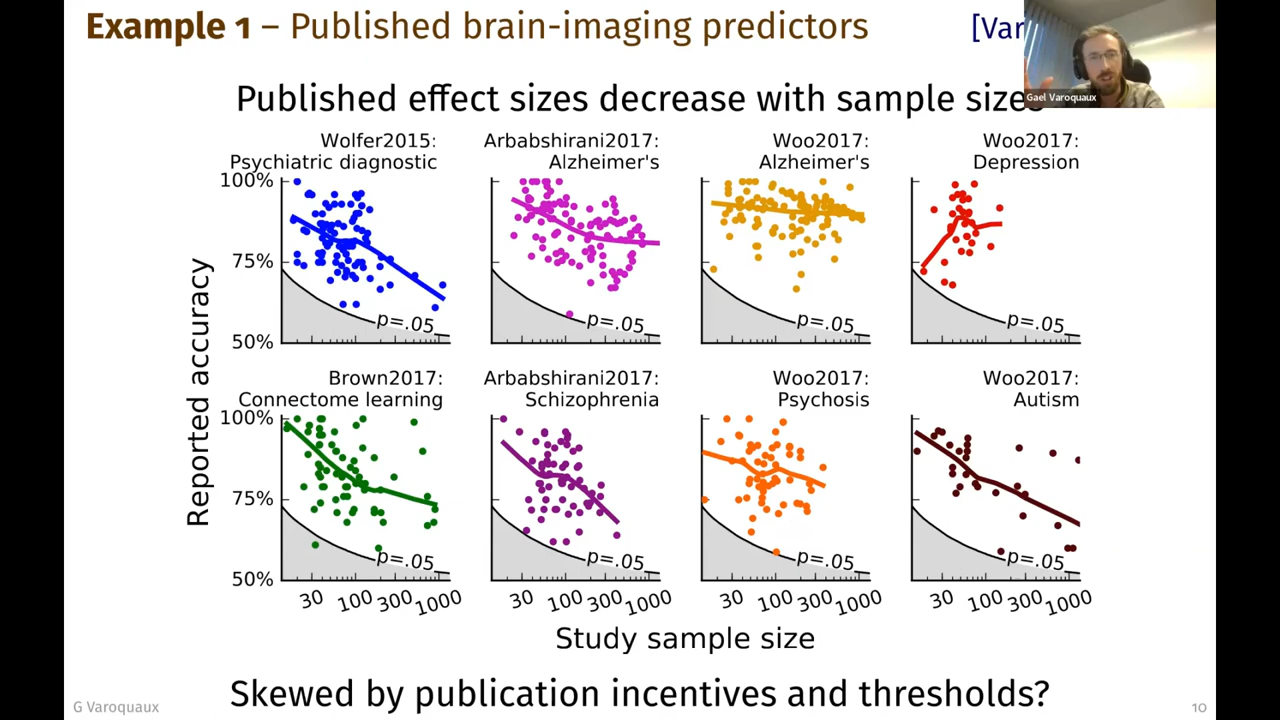 Example 1 – Published brain-imaging predictors
[Var
Gael Varoquaux
Published effect sizes decrease with sample sizes
Wolfer2015:
Psychiatric diagnostic
Arbabshirani2017:
Alzheimer's
Woo2017:
Alzheimer's
Woo2017:
Depression
100%
75%
50%
p=.05
p=.05
p=.05
p=.05
Reported accuracy
Brown2017:
Connectome learning
Arbabshirani2017:
Schizophrenia
Woo2017:
Psychosis
Woo2017:
Autism
100%
75%
50%
p=.05
p=.05
p=.05
p=.05
30 100 300 1000
30 100 300 1000
30 100 300 1000
30 100 300 1000
Study sample size
Skewed by publication incentives and thresholds?
G Varoquaux
10